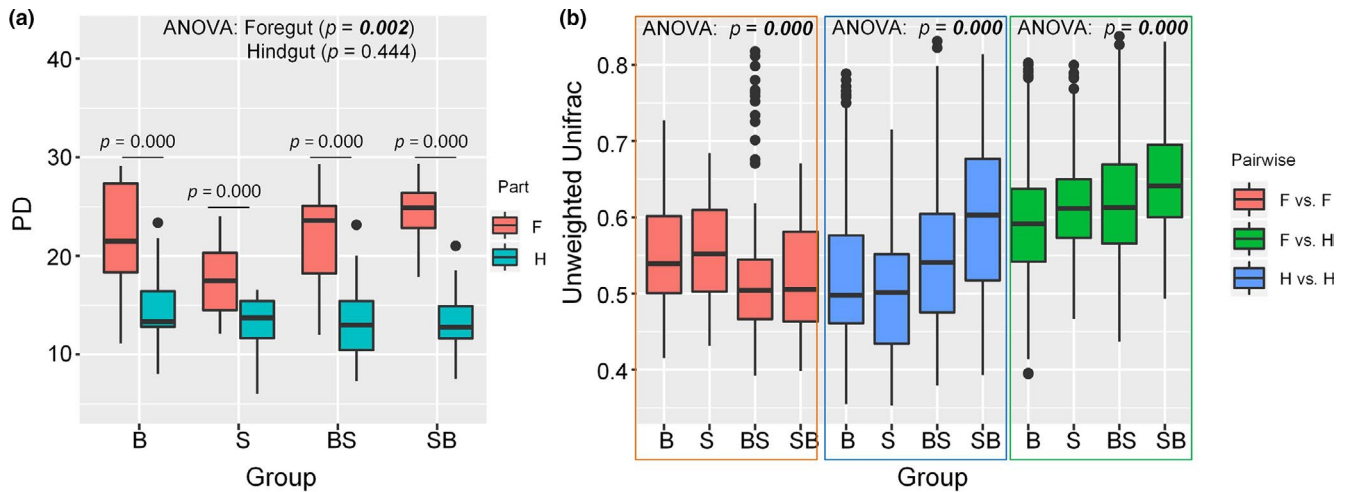 (a)
ANOVA: Foregut (p = 0.002)
Hindgut (p = 0.444)
40
30
20
10
PD
p = 0.000
p = 0.000
p = 0.000
p = 0.000
B S BS SB
Group
Part
F
H
(b)
ANOVA: p = 0.000
ANOVA: p = 0.000
ANOVA: p = 0.000
0.8
0.7
0.6
0.5
0.4
Unweighted Unifrac
B S BS SB B S BS SB B S BS SB
Group
Pairwise
F vs. F
F vs. H
H vs. H